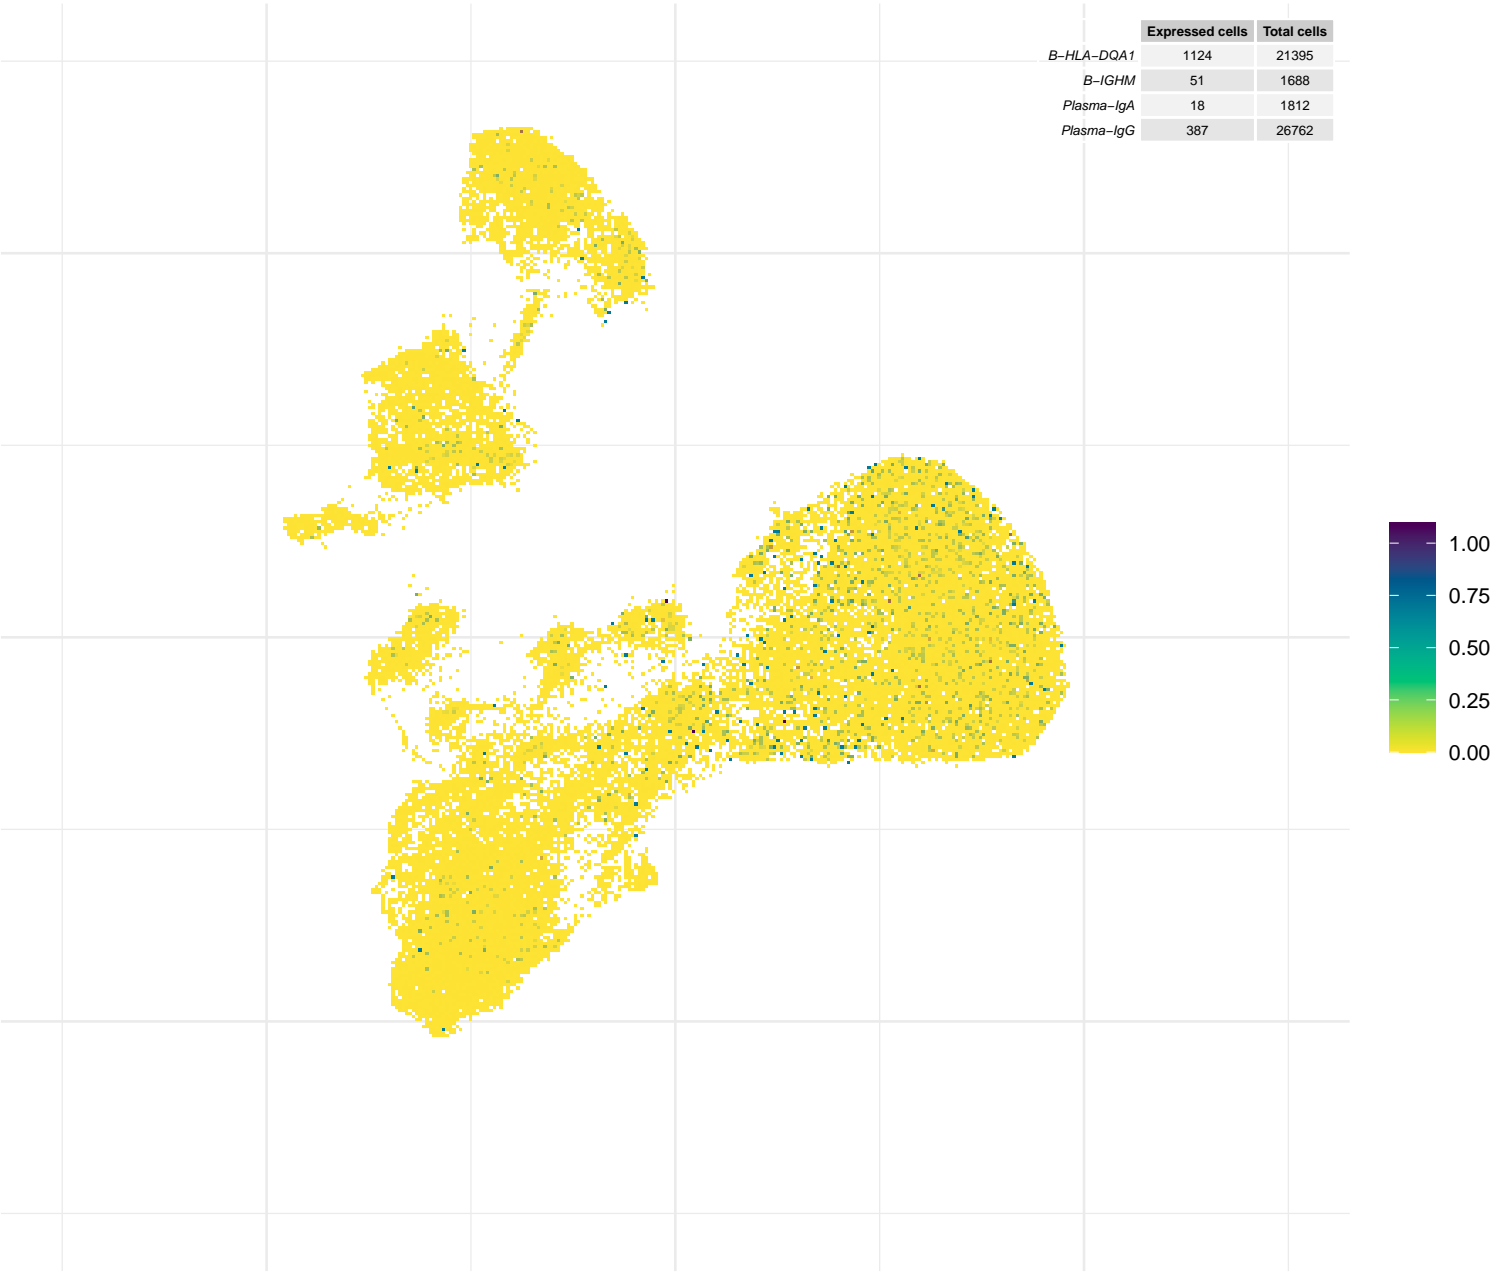 Expressed cells Total cells
B−HLA−DQA1 1124 21395
B−IGHM 51 1688
Plasma−IgA 18 1812
Plasma−IgG 387 26762
1.00
0.75
0.50
0.25
0.00